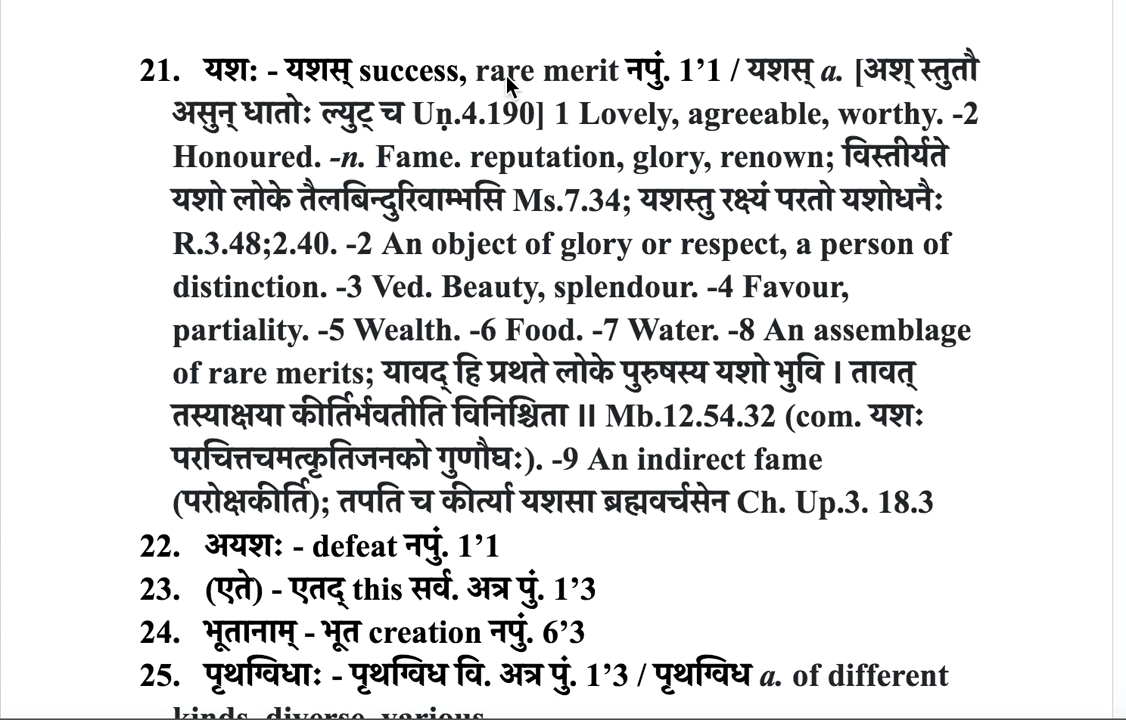 21. यशः - यशस् success, rare merit नपुं. 1’1 / यशस् a. [अश् स्तुतौ
असुन् धातोः ल्युट् च Uṇ.4.190] 1 Lovely, agreeable, worthy. -2
Honoured. -n. Fame. reputation, glory, renown; विस्तीर्यते
यशो लोके तैलबिन्दुरिवाम्भसि Ms.7.34; यशस्तु रक्ष्यं परतो यशोधनैः
R.3.48;2.40. -2 An object of glory or respect, a person of
distinction. -3 Ved. Beauty, splendour. -4 Favour,
partiality. -5 Wealth. -6 Food. -7 Water. -8 An assemblage
of rare merits; यावद् हि प्रथते लोके पुरुषस्य यशो भुवि । तावत्
तस्याक्षया कीर्तिर्भवतीति विनिश्चिता ॥ Mb.12.54.32 (com. यशः
परचित्तचमत्कृतिजनको गुणौघः). -9 An indirect fame
(परोक्षकीर्ति); तपति च कीर्त्या यशसा ब्रह्मवर्चसेन Ch. Up.3. 18.3
22. अयशः - defeat नपुं. 1’1
23. (एते) - एतद् this सर्व. अत्र पुं. 1’3
24. भूतानाम् - भूत creation नपुं. 6’3
25. पृथग्विधाः - पृथग्विध वि. अत्र पुं. 1’3 / पृथग्विध a. of different
kinds, diverse, various